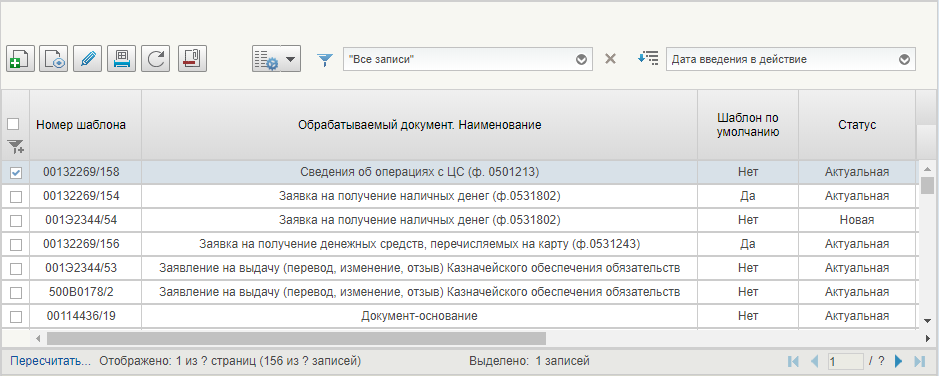 "Все записи" Дата введения в действие
Номер шаблона Обрабатываемый документ. Наименование Шаблон по умолчанию Статус
00132269/158 Сведения об операциях с ЦС (ф. 0501213) Нет Актуальная
00132269/154 Заявка на получение наличных денег (ф.0531802) Да Актуальная
001Э2344/54 Заявка на получение наличных денег (ф.0531802) Нет Новая
00132269/156 Заявка на получение денежных средств, перечисляемых на карту (ф.0531243) Да Актуальная
001Э2344/53 Заявление на выдачу (перевод, изменение, отзыв) Казначейского обеспечения обязательств Нет Актуальная
500В0178/2 Заявление на выдачу (перевод, изменение, отзыв) Казначейского обеспечения обязательств Нет Актуальная
00114436/19 Документ-основание Нет Актуальная
Пересчитать... Отображено: 1 из ? страниц (156 из ? записей) Выделено: 1 записей 1 / ?